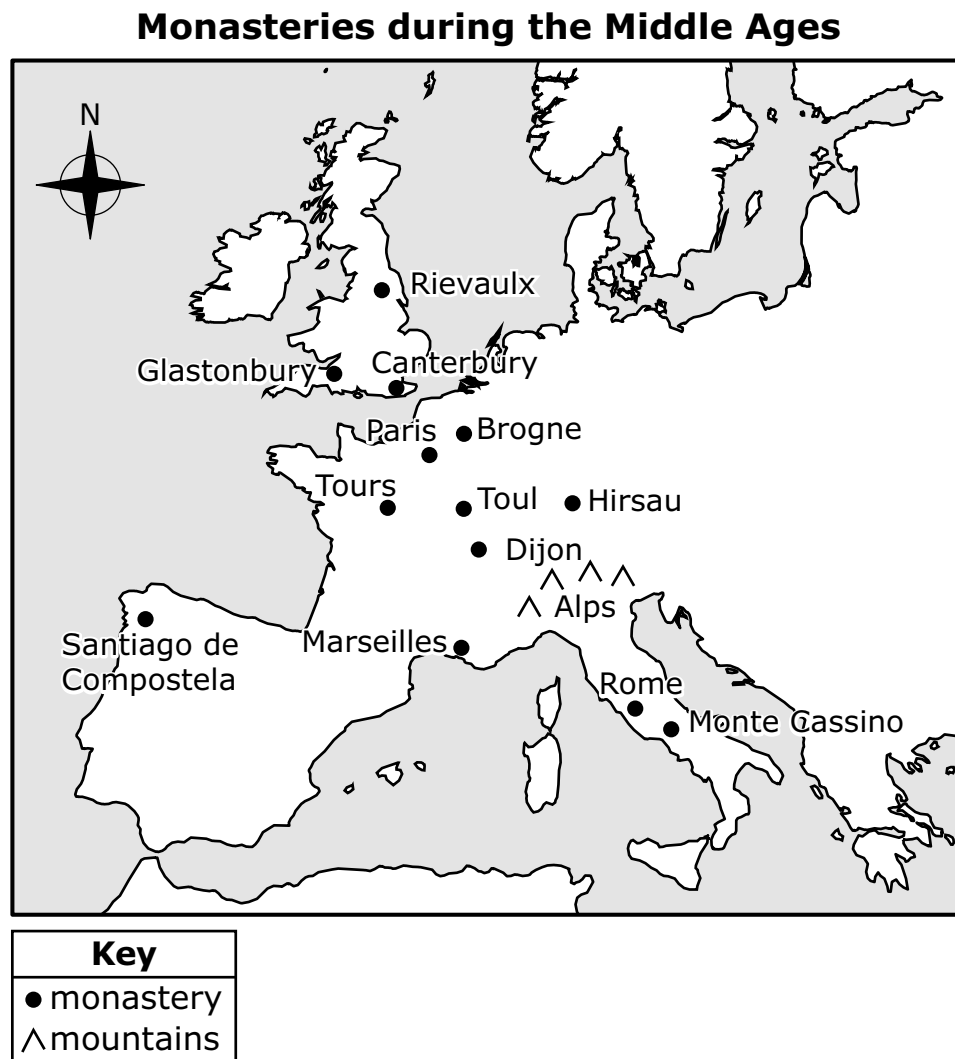 Monasteries during the Middle Ages
N
Rievaulx
Glastonbury
Canterbury
Paris
Brogne
Tours
Toul
Hirsau
Dijon
Alps
Santiago de
Compostela
Marseilles
Rome
Monte Cassino
Key
monastery
mountains